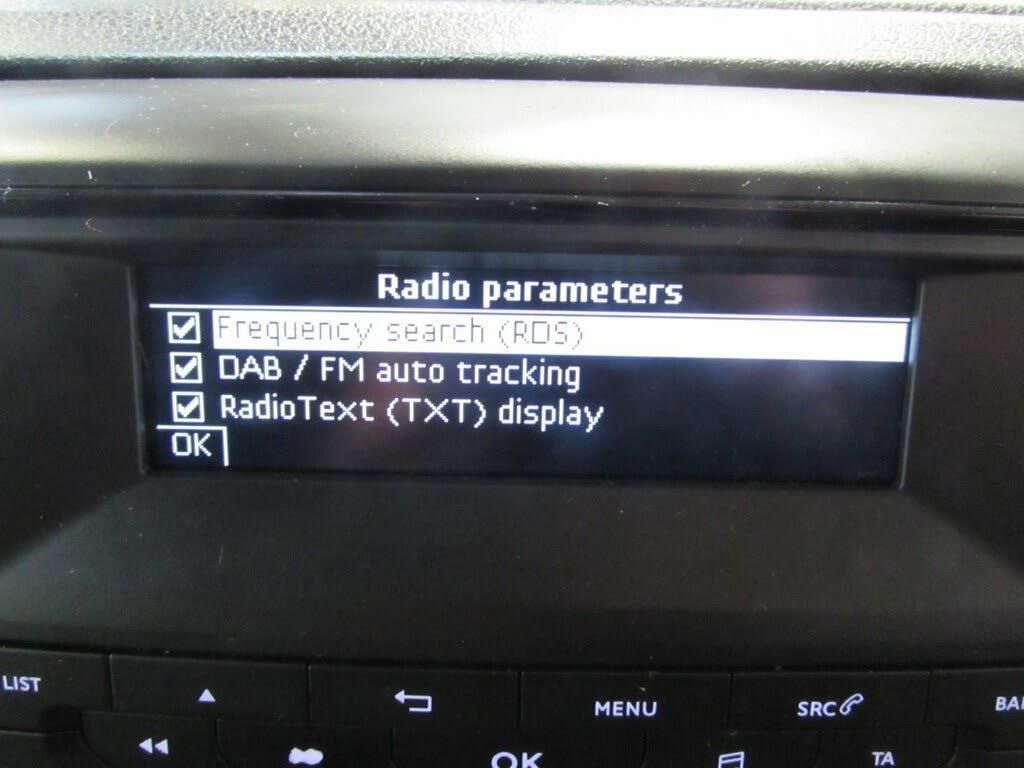 Radio parameters
Frequency search (RDS)
DAB / FM auto tracking
RadioText (TXT) display
OK
LIST
MENU
SRC
OK
TA